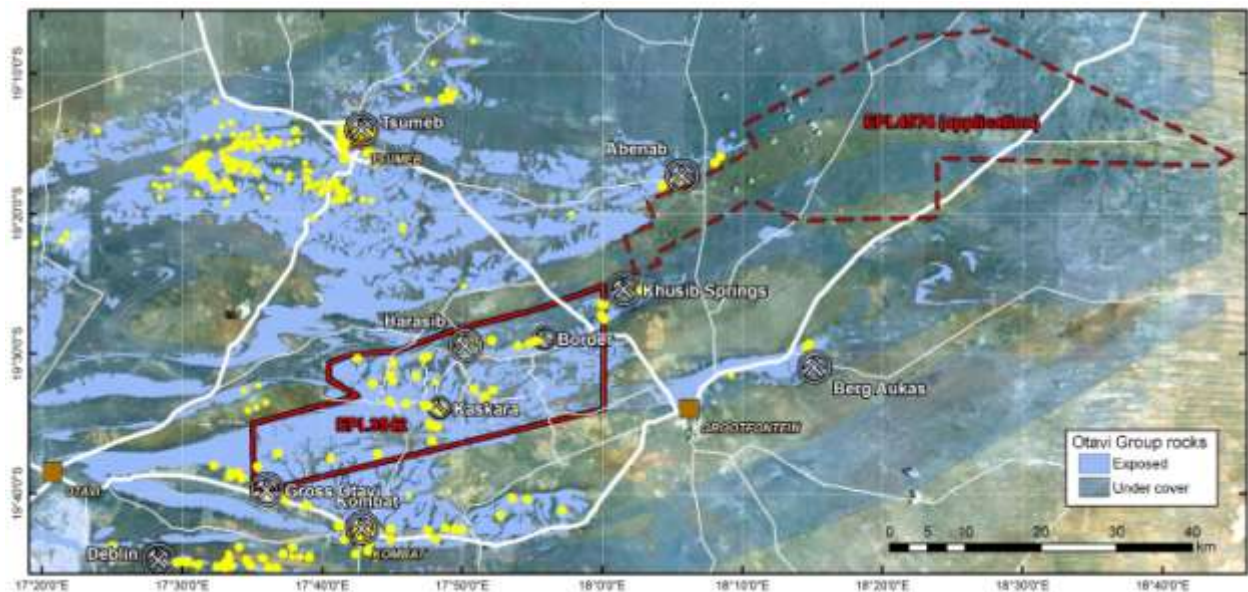 19°10'0"S
19°20'0"S
19°30'0"S
19°40'0"S
Tsumeb
TSUMEB
EPL4574 (application)
Abenab
Khusib Springs
Harasib
Border
Berg Aukas
Kaskara
EPL3542
GROOTFONTEIN
OTAVI
Gross Otavi
Kombat
KOMBAT
Deblin
Otavi Group rocks
Exposed
Under cover
0 5 10 20 30 40
km
17°20'0"E 17°30'0"E 17°40'0"E 17°50'0"E 18°0'0"E 18°10'0"E 18°20'0"E 18°30'0"E 18°40'0"E